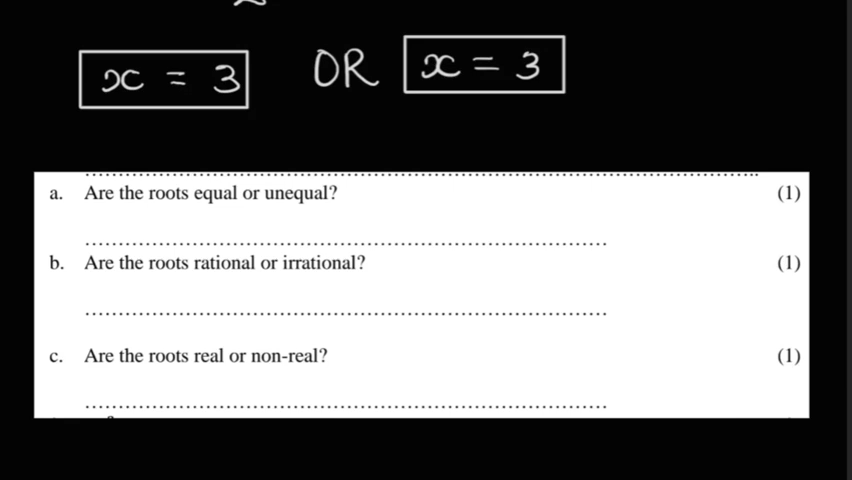 x = 3 OR x = 3
a. Are the roots equal or unequal? (1)
b. Are the roots rational or irrational? (1)
c. Are the roots real or non-real? (1)